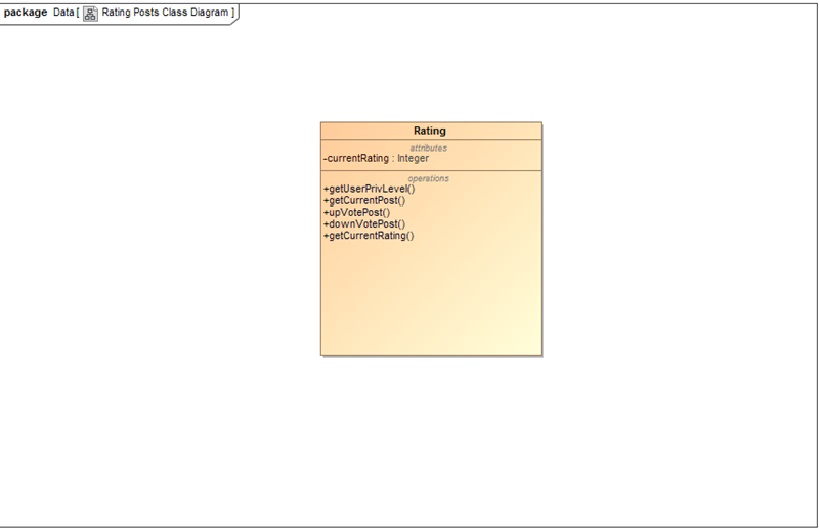 package Data [ Rating Posts Class Diagram ]
Rating
attributes
-currentRating : Integer
operations
+getUserPrivLevel()
+getCurrentPost()
+upVotePost()
+downVotePost()
+getCurrentRating()